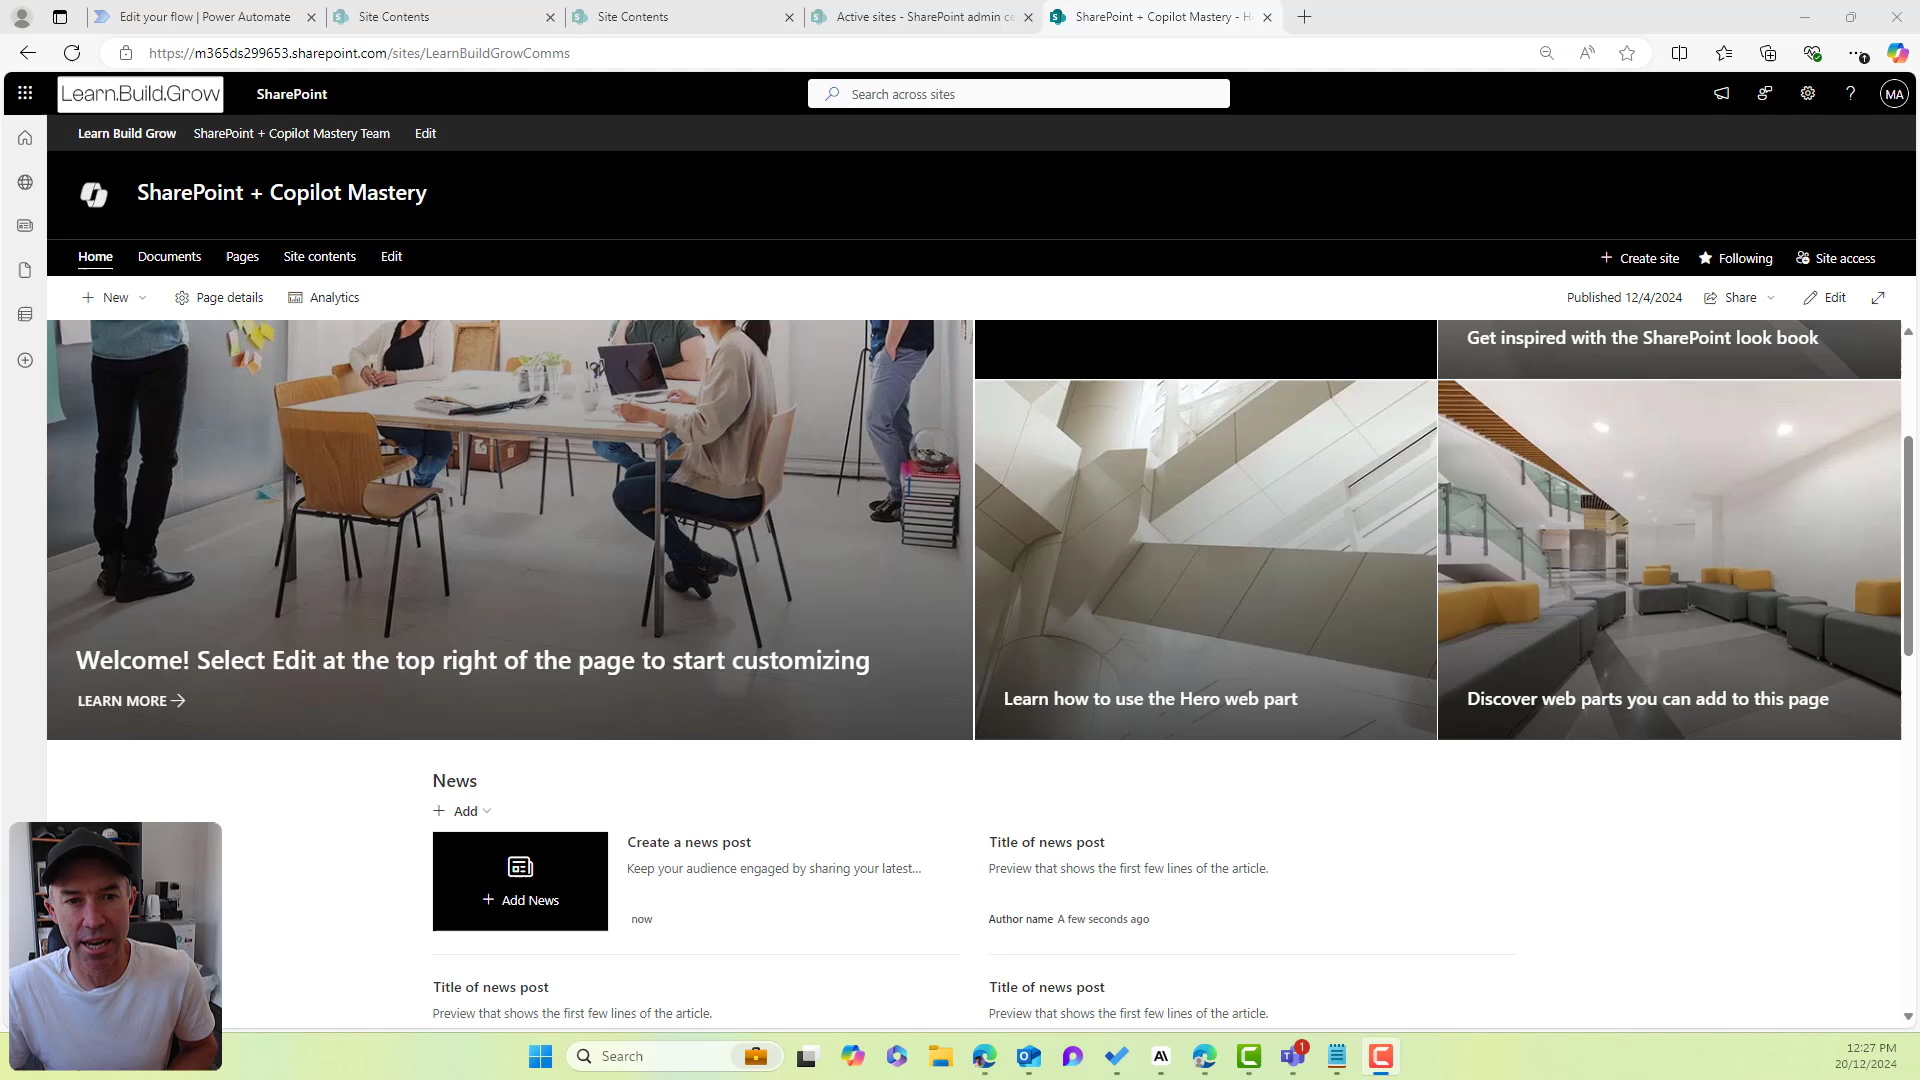 Edit your flow | Power Automate
Site Contents
Site Contents
Active sites - SharePoint admin ce
SharePoint + Copilot Mastery - H
https://m365ds299653.sharepoint.com/sites/LearnBuildGrowComms
Learn.Build.Grow
SharePoint
Search across sites
MA
Learn Build Grow
SharePoint + Copilot Mastery Team
Edit
SharePoint + Copilot Mastery
Home
Documents
Pages
Site contents
Edit
Create site
Following
Site access
New
Page details
Analytics
Published 12/4/2024
Share
Edit
Get inspired with the SharePoint look book
Welcome! Select Edit at the top right of the page to start customizing
LEARN MORE
Learn how to use the Hero web part
Discover web parts you can add to this page
News
Add
Add News
Create a news post
Keep your audience engaged by sharing your latest...
now
Title of news post
Preview that shows the first few lines of the article.
Author name A few seconds ago
Title of news post
Preview that shows the first few lines of the article.
Title of news post
Preview that shows the first few lines of the article.
Search
1
12:27 PM
20/12/2024